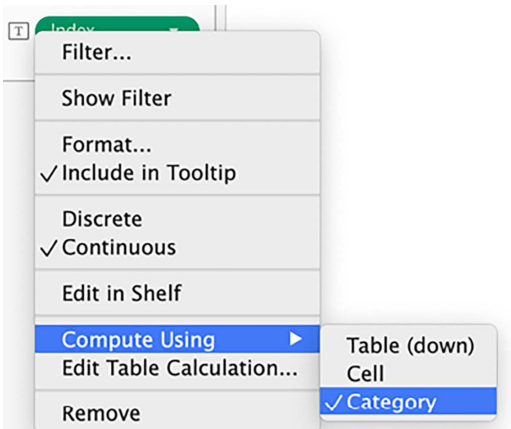 T Index
Filter...
Show Filter
Format...
Include in Tooltip
Discrete
Continuous
Edit in Shelf
Compute Using
Edit Table Calculation...
Remove
Table (down)
Cell
Category